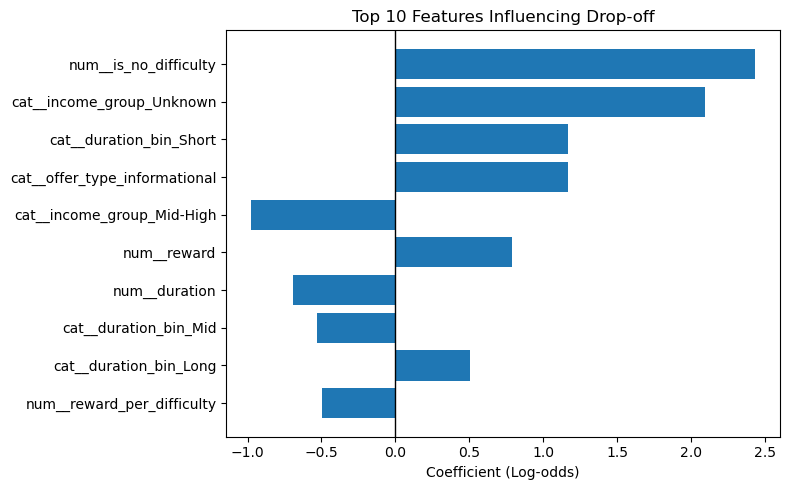 Top 10 Features Influencing Drop-off
num__is_no_difficulty
cat__income_group_Unknown
cat__duration_bin_Short
cat__offer_type_informational
cat__income_group_Mid-High
num__reward
num__duration
cat__duration_bin_Mid
cat__duration_bin_Long
num__reward_per_difficulty
−1.0 −0.5 0.0 0.5 1.0 1.5 2.0 2.5
Coefficient (Log-odds)